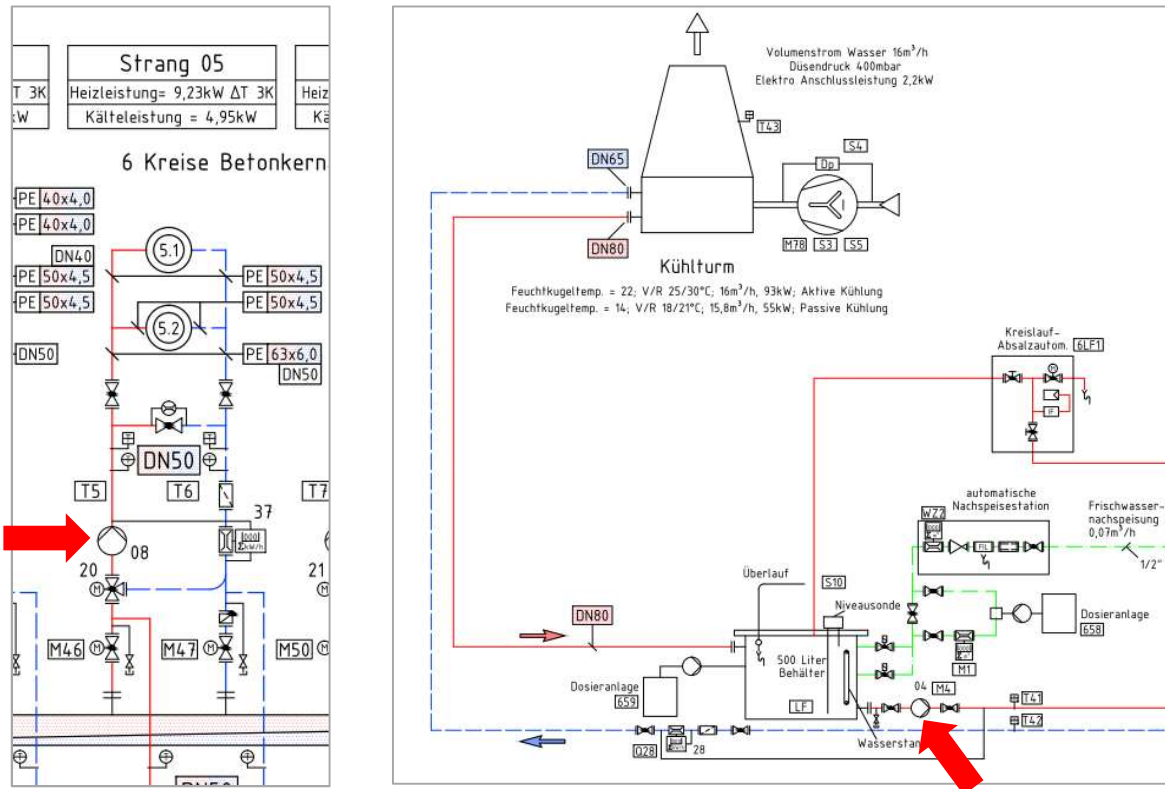 Strang 05
T 3K
Heizleistung= 9,23kW ΔT 3K
Heiz
kW
Kälteleistung = 4,95kW
Kä
6 Kreise Betonkern
PE 40x4,0
PE 40x4,0
DN40
5.1
PE 50x4,5
PE 50x4,5
PE 50x4,5
PE 50x4,5
5.2
DN50
PE 63x6,0
DN50
DN50
T5
T6
T7
37
08
kW/h
20
21
M
M
M46
M
M47
M
M50
M
Volumenstrom Wasser 16m³/h
Düsendruck 400mbar
Elektro Anschlussleistung 2,2kW
T43
S4
DN65
Dp
DN80
M78
S3
S5
Kühlturm
Feuchtkugeltemp. = 22; V/R 25/30°C; 16m³/h, 93kW; Aktive Kühlung
Feuchtkugeltemp. = 14; V/R 18/21°C; 15,8m³/h, 55kW; Passive Kühlung
Kreislauf-
Absalzautom.
6LF1
M
automatische
Nachspeisestation
WZ2
FIL
Frischwasser-
nachspeisung
0,07m³/h
1/2"
Überlauf
S10
Niveausonde
DN80
Dosieranlage
658
M1
500 Liter
Behälter
Dosieranlage
659
LF
04
M4
T41
T42
Wasserstan
Q28
28